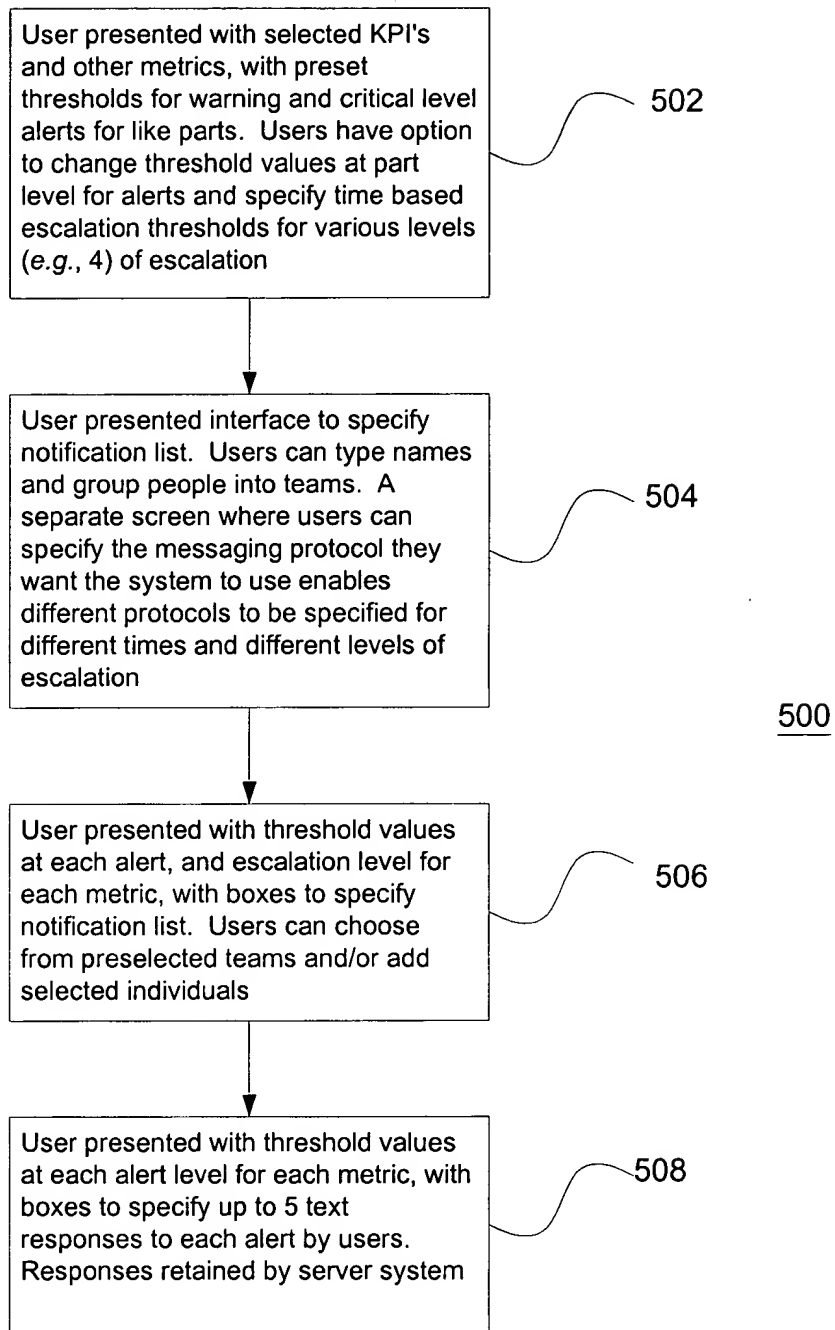 User presented with selected KPI's
and other metrics, with preset
thresholds for warning and critical level
alerts for like parts.  Users have option
to change threshold values at part
level for alerts and specify time based
escalation thresholds for various levels
(e.g., 4) of escalation
502
User presented interface to specify
notification list.  Users can type names
and group people into teams.  A
separate screen where users can
specify the messaging protocol they
want the system to use enables
different protocols to be specified for
different times and different levels of
escalation
504
500
User presented with threshold values
at each alert, and escalation level for
each metric, with boxes to specify
notification list.  Users can choose
from preselected teams and/or add
selected individuals
506
User presented with threshold values
at each alert level for each metric, with
boxes to specify up to 5 text
responses to each alert by users.
Responses retained by server system
508